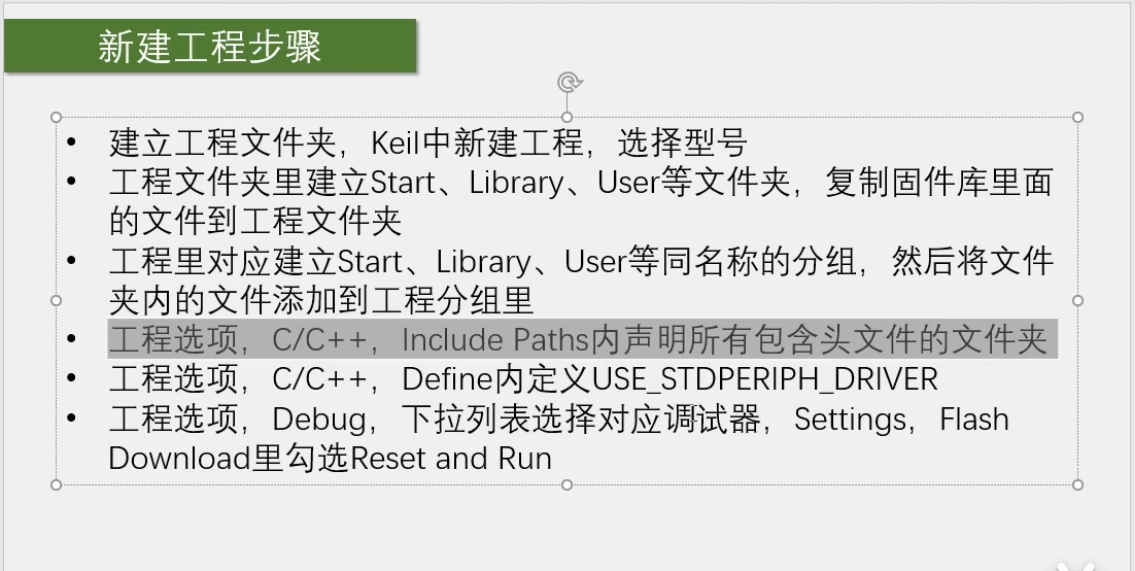 新建工程步骤
• 建立工程文件夹，Keil中新建工程，选择型号
• 工程文件夹里建立Start、Library、User等文件夹，复制固件库里面
的文件到工程文件夹
• 工程里对应建立Start、Library、User等同名称的分组，然后将文件
夹内的文件添加到工程分组里
• 工程选项，C/C++，Include Paths内声明所有包含头文件的文件夹
• 工程选项，C/C++，Define内定义USE_STDPERIPH_DRIVER
• 工程选项，Debug，下拉列表选择对应调试器，Settings，Flash
Download里勾选Reset and Run